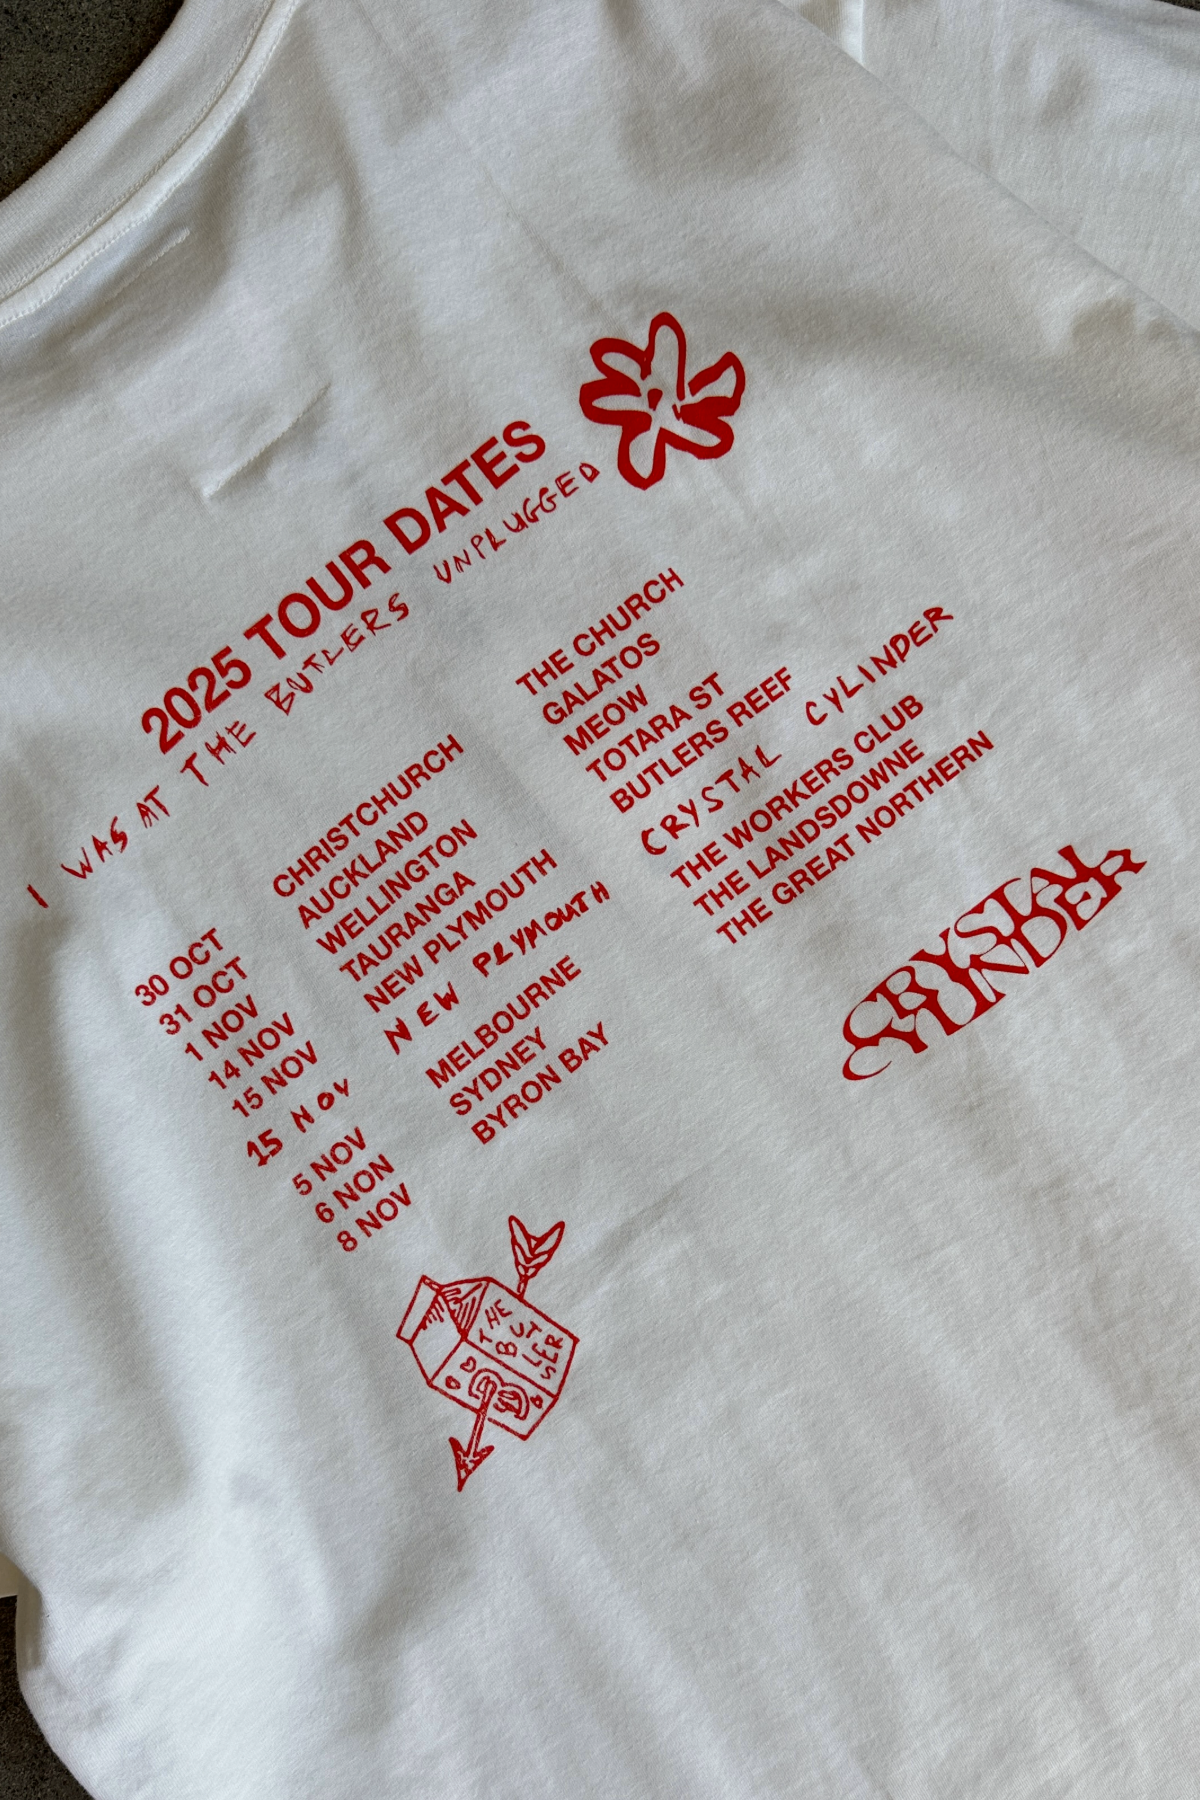 2025 TOUR DATES
I WAS AT THE BUTLERS UNPLUGGED
30 OCT CHRISTCHURCH THE CHURCH
31 OCT AUCKLAND GALATOS
1 NOV WELLINGTON MEOW
14 NOV TAURANGA TOTARA ST
15 NOV NEW PLYMOUTH BUTLERS REEF
15 NOV NEW PLYMOUTH CRYSTAL CYLINDER
5 NOV MELBOURNE THE WORKERS CLUB
6 NON SYDNEY THE LANSDOWNE
8 NOV BYRON BAY THE GREAT NORTHERN
CRYSTAL
CYLINDER
THE
BUT
LER
S